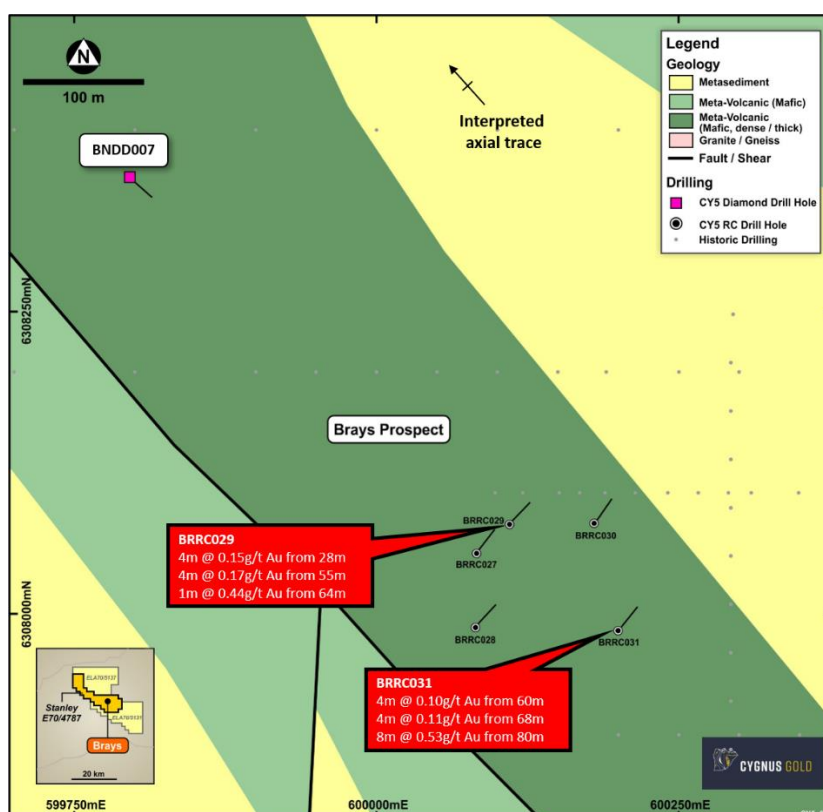 N
100 m
BNDD007
Interpreted
axial trace
Legend
Geology
Metasediment
Meta-Volcanic (Mafic)
Meta-Volcanic
(Mafic, dense / thick)
Granite / Gneiss
Fault / Shear
Drilling
CY5 Diamond Drill Hole
CY5 RC Drill Hole
Historic Drilling
6308250mN
Brays Prospect
BRRC029
BRRC030
BRRC027
BRRC029
4m @ 0.15g/t Au from 28m
4m @ 0.17g/t Au from 55m
1m @ 0.44g/t Au from 64m
6308000mN
BRRC028
BRRC031
BRRC031
4m @ 0.10g/t Au from 60m
4m @ 0.11g/t Au from 68m
8m @ 0.53g/t Au from 80m
ELA70/5137
Stanley
E70/4787
Brays
20 km
CYGNUS GOLD
599750mE
600000mE
600250mE